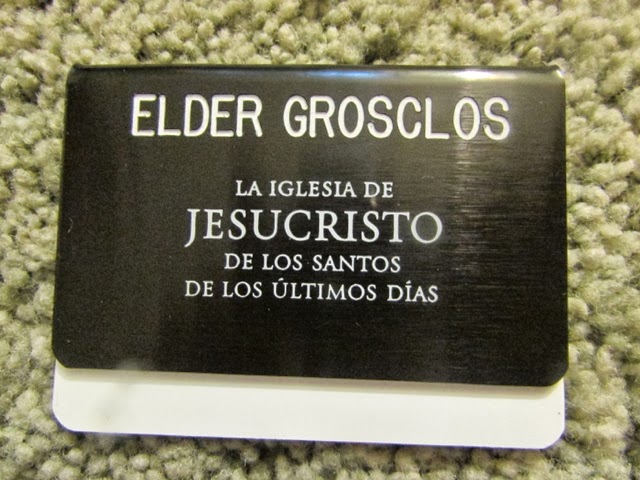 ELDER GROSCLOS
LA IGLESIA DE
JESUCRISTO
DE LOS SANTOS
DE LOS ÚLTIMOS DÍAS